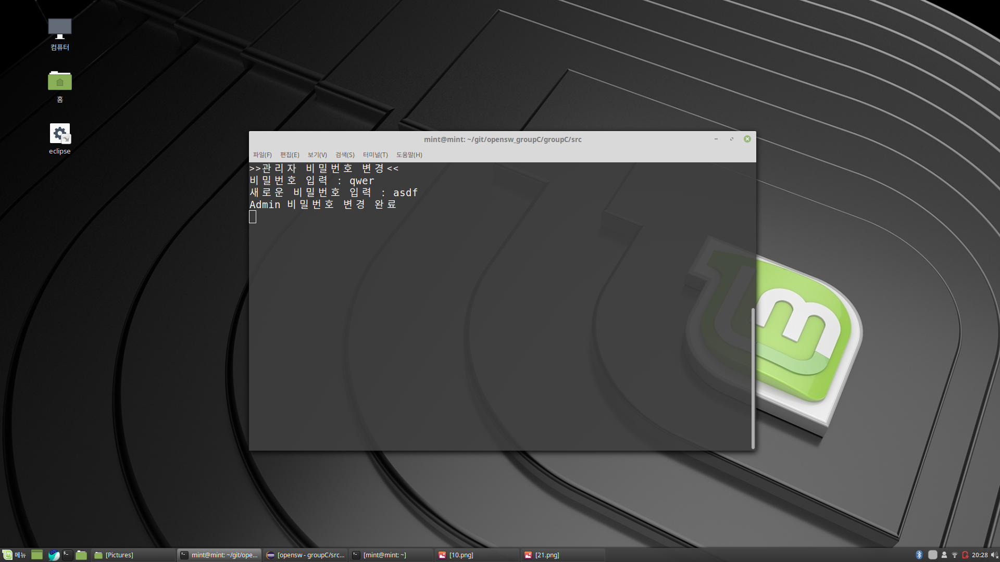 컴퓨터
홈
eclipse
mint@mint: ~/git/opensw_groupC/groupC/src
파일(F) 편집(E) 보기(V) 검색(S) 터미널(T) 도움말(H)
>>관리자 비밀번호 변경<<
비밀번호 입력 : qwer
새로운 비밀번호 입력 : asdf
Admin 비밀번호 변경 완료
메뉴 [Pictures] mint@mint: ~/git/ope... [opensw - groupC/src... [mint@mint: ~] [10.png] [21.png] 20:28